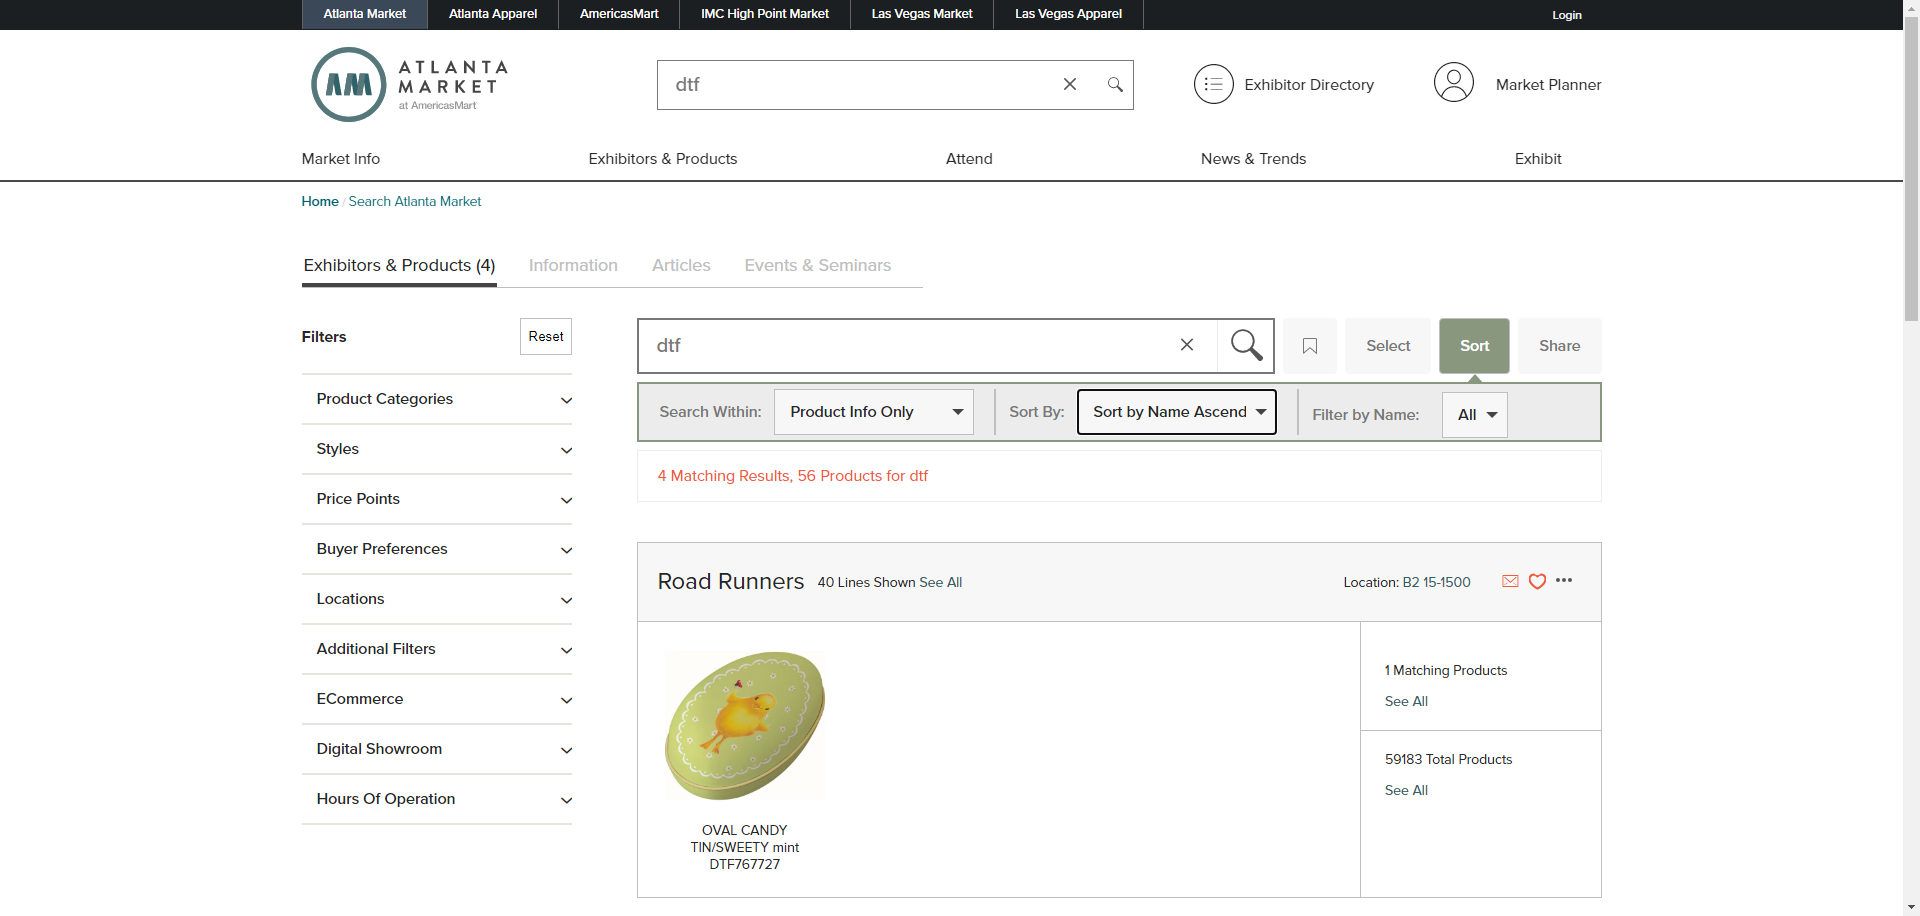 Atlanta Market
Atlanta Apparel
AmericasMart
IMC High Point Market
Las Vegas Market
Las Vegas Apparel
Login
AM
ATLANTA
MARKET
at AmericasMart
dtf
Exhibitor Directory
Market Planner
Market Info
Exhibitors & Products
Attend
News & Trends
Exhibit
Home / Search Atlanta Market
Exhibitors & Products (4)
Information
Articles
Events & Seminars
Filters
Reset
Product Categories
Styles
Price Points
Buyer Preferences
Locations
Additional Filters
ECommerce
Digital Showroom
Hours Of Operation
dtf
Select
Sort
Share
Search Within:
Product Info Only
Sort By:
Sort by Name Ascend
Filter by Name:
All
4 Matching Results, 56 Products for dtf
Road Runners
40 Lines Shown See All
Location: B2 15-1500
OVAL CANDY
TIN/SWEETY mint
DTF767727
1 Matching Products
See All
59183 Total Products
See All